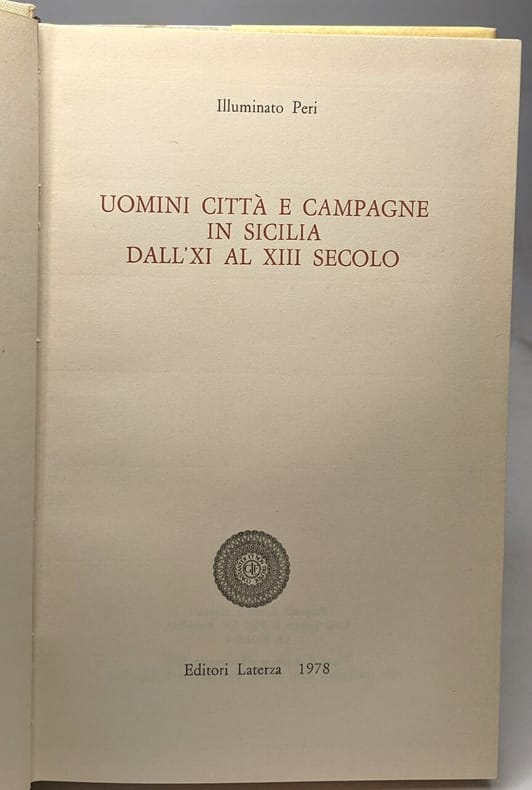 Illuminato Peri
UOMINI CITTÀ E CAMPAGNE
IN SICILIA
DALL'XI AL XIII SECOLO
Editori Laterza 1978